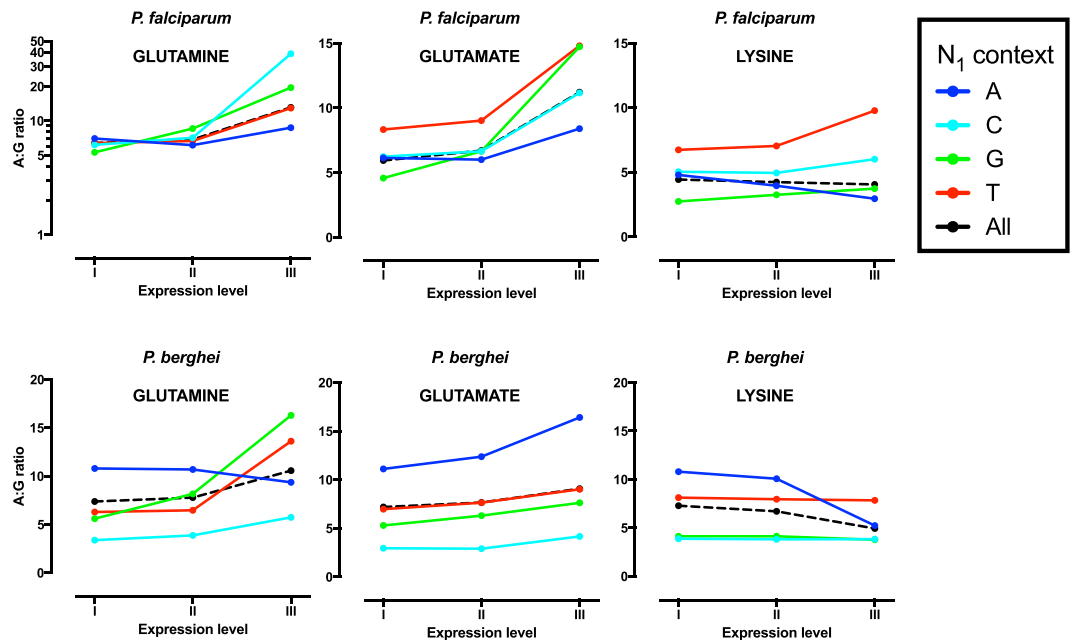 P. falciparum
P. falciparum
P. falciparum
GLUTAMINE
GLUTAMATE
LYSINE
A:G ratio
50
40
30
20
10
5
1
15
10
5
0
15
10
5
0
I II III
I II III
I II III
Expression level
Expression level
Expression level
N1 context
A
C
G
T
All
P. berghei
P. berghei
P. berghei
GLUTAMINE
GLUTAMATE
LYSINE
A:G ratio
20
15
10
5
0
20
15
10
5
0
20
15
10
5
0
I II III
I II III
I II III
Expression level
Expression level
Expression level